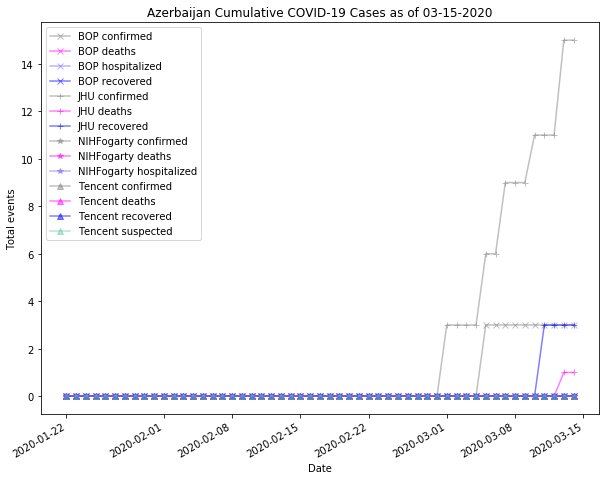 Azerbaijan Cumulative COVID-19 Cases as of 03-15-2020
BOP confirmed
BOP deaths
BOP hospitalized
BOP recovered
JHU confirmed
JHU deaths
JHU recovered
NIHFogarty confirmed
NIHFogarty deaths
NIHFogarty hospitalized
Tencent confirmed
Tencent deaths
Tencent recovered
Tencent suspected
14
12
10
8
6
4
2
0
Total events
2020-01-22
2020-02-01
2020-02-08
2020-02-15
2020-02-22
2020-03-01
2020-03-08
2020-03-15
Date